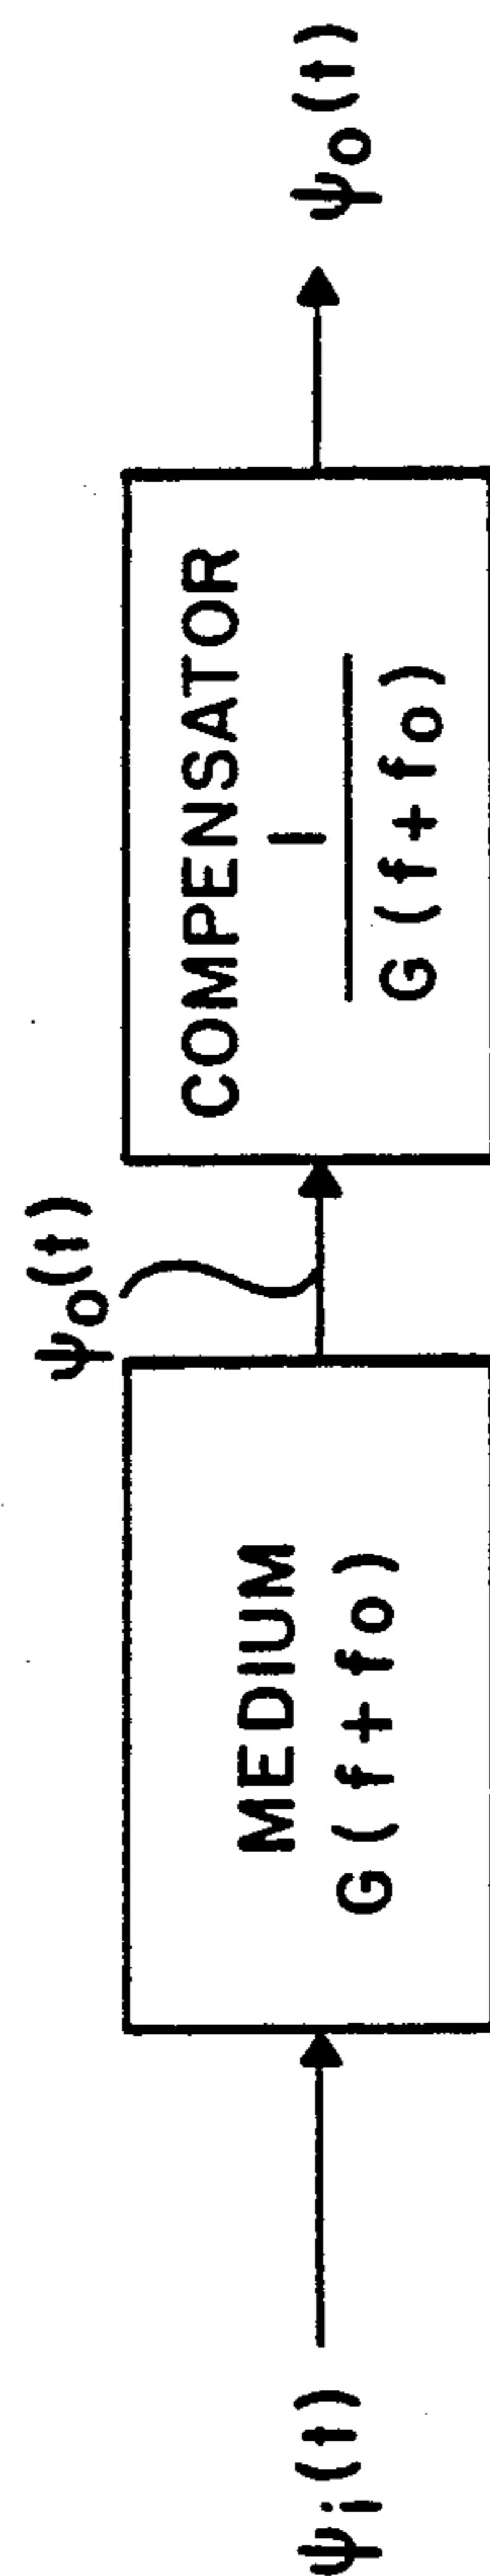 ψi(t)
MEDIUM
G(f+fo)
ψo(t)
COMPENSATOR
1
G(f+fo)
ψo(t)